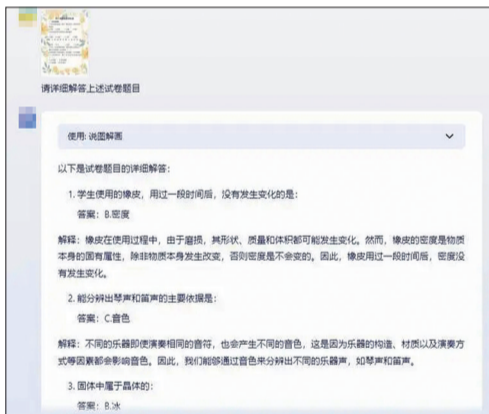 请详细解答上述试卷题目
使用: 说图解画
以下是试卷题目的详细解答：
1. 学生使用的橡皮，用过一段时间后，没有发生变化的是：
答案：B.密度
解释：橡皮在使用过程中，由于磨损，其形状、质量和体积都可能发生变化。然而，橡皮的密度是物质
本身的固有属性，除非物质本身发生改变，否则密度是不会变的。因此，橡皮用过一段时间后，密度没
有发生变化。
2. 能分辨出琴声和笛声的主要依据是：
答案：C.音色
解释：不同的乐器即使演奏相同的音符，也会产生不同的音色，这是因为乐器的构造、材质以及演奏方
式等因素都会影响音色。因此，我们能够通过音色来分辨出不同的乐器声，如琴声和笛声。
3. 固体中属于晶体的：
答案：B.冰